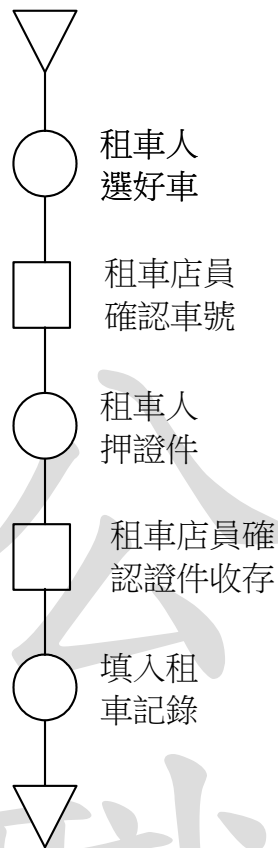 租車人
選好車
租車店員
確認車號
租車人
押證件
租車店員確
認證件收存
填入租
車記錄
公